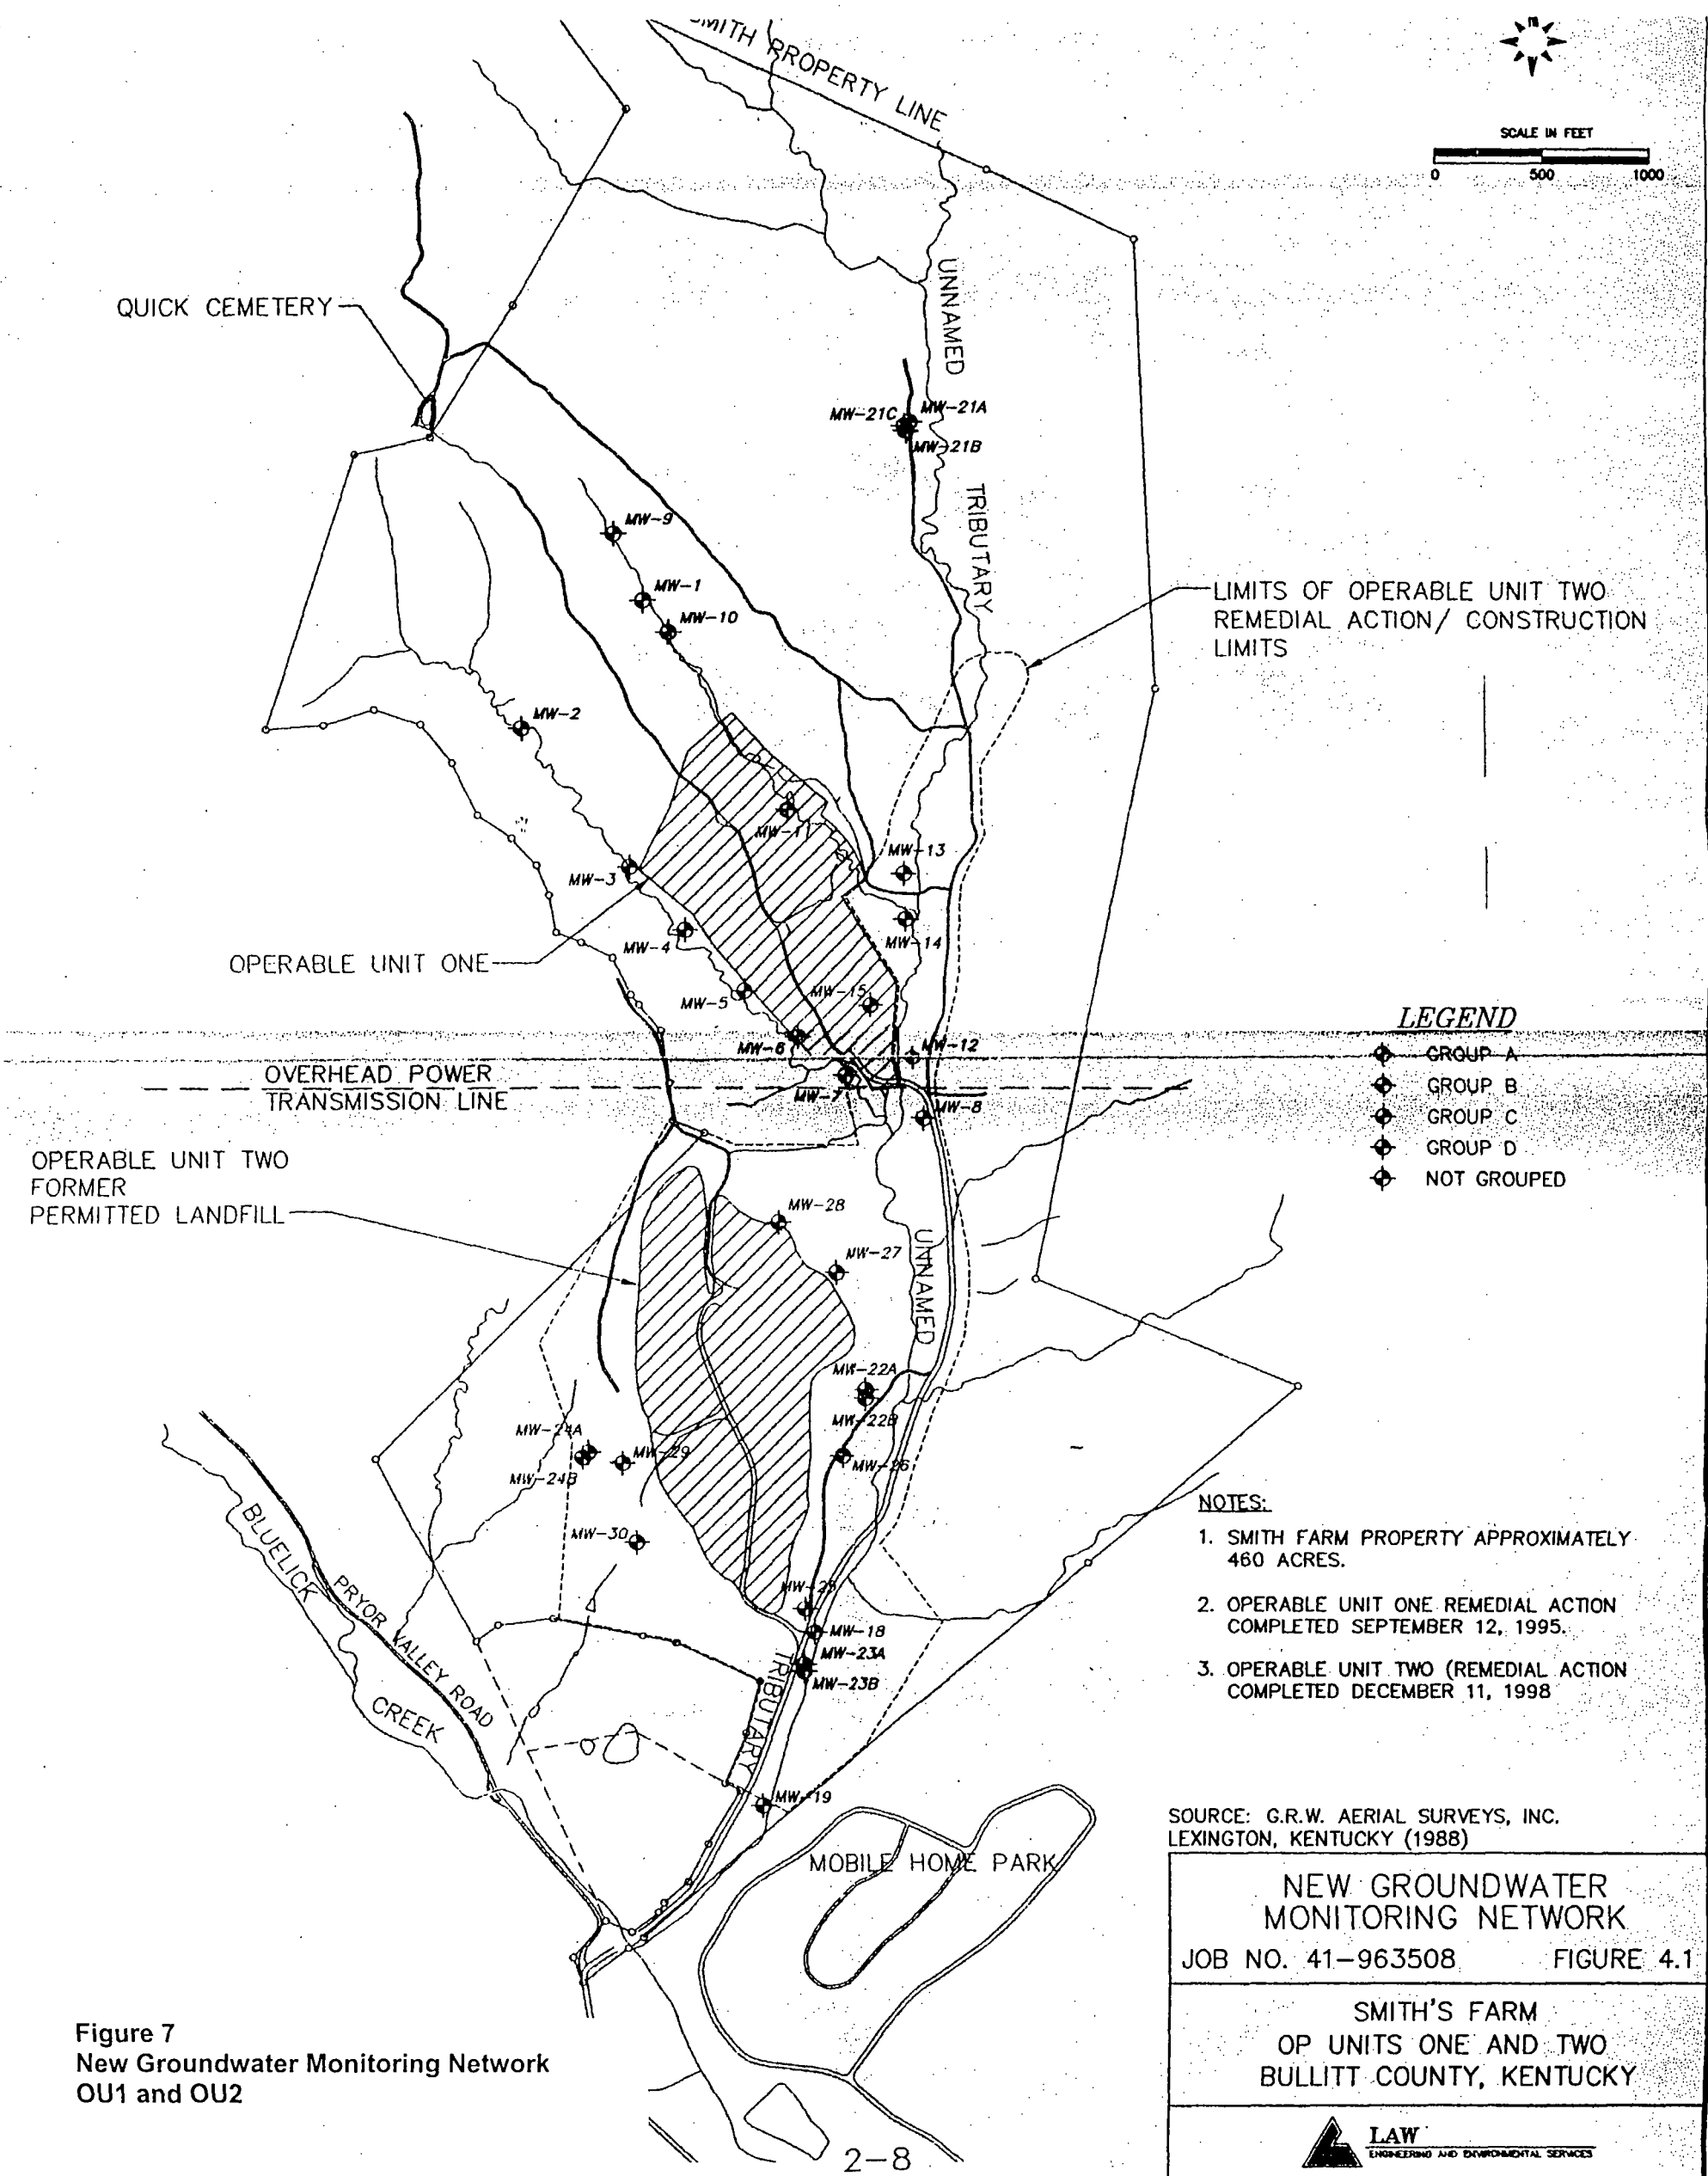 SMITH PROPERTY LINE
SCALE IN FEET
0 500 1000
QUICK CEMETERY
UNNAMED
MW-21C
MW-21A
MW-21B
TRIBUTARY
MW-9
MW-1
MW-10
LIMITS OF OPERABLE UNIT TWO
REMEDIAL ACTION/ CONSTRUCTION
LIMITS
MW-2
MW-1
MW-13
MW-3
MW-14
MW-4
OPERABLE UNIT ONE
MW-5
MW-15
MW-6
MW-12
MW-7
MW-8
OVERHEAD POWER
TRANSMISSION LINE
LEGEND
GROUP A
GROUP B
GROUP C
GROUP D
NOT GROUPED
OPERABLE UNIT TWO
FORMER
PERMITTED LANDFILL
MW-28
MW-27
UNNAMED
MW-22A
MW-22B
MW-24A
MW-29
MW-24B
MW-26
MW-30
BLUELICK
CREEK
PRYOR VALLEY ROAD
MW-18
MW-23A
MW-23B
TRIBUTARY
MW-19
MOBILE HOME PARK
NOTES:
1. SMITH FARM PROPERTY APPROXIMATELY
460 ACRES.
2. OPERABLE UNIT ONE REMEDIAL ACTION
COMPLETED SEPTEMBER 12, 1995.
3. OPERABLE UNIT TWO (REMEDIAL ACTION
COMPLETED DECEMBER 11, 1998
SOURCE: G.R.W. AERIAL SURVEYS, INC.
LEXINGTON, KENTUCKY (1988)
NEW GROUNDWATER
MONITORING NETWORK
JOB NO. 41-963508 FIGURE 4.1
SMITH'S FARM
OP UNITS ONE AND TWO
BULLITT COUNTY, KENTUCKY
LAW
ENGINEERING AND ENVIRONMENTAL SERVICES
Figure 7
New Groundwater Monitoring Network
OU1 and OU2
2-8